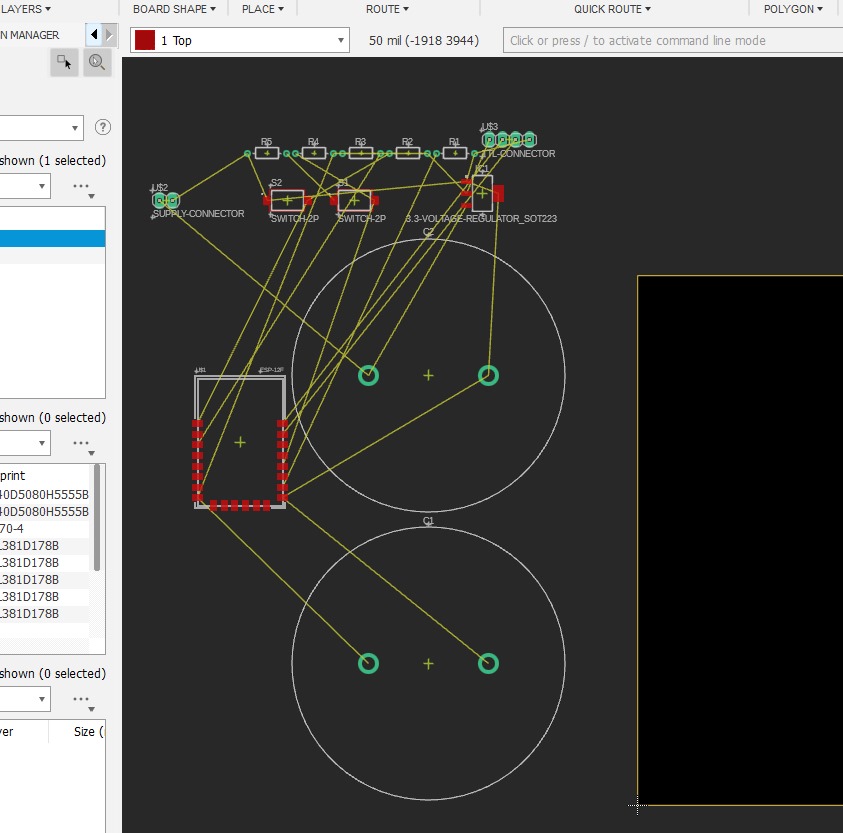 LAYERS
BOARD SHAPE
PLACE
ROUTE
QUICK ROUTE
POLYGON
N MANAGER
1 Top
50 mil (-1918 3944)
Click or press / to activate command line mode
?
shown (1 selected)
shown (0 selected)
print
40D5080H5555B
40D5080H5555B
70-4
L381D178B
L381D178B
L381D178B
L381D178B
L381D178B
shown (0 selected)
yer
Size (
R5
R4
R3
R2
R1
U$3
TTL-CONNECTOR
U$2
SUPPLY-CONNECTOR
S2
SWITCH-2P
S1
SWITCH-2P
3.3-VOLTAGE-REGULATOR_SOT223
C2
U$1
ESP-12F
C1